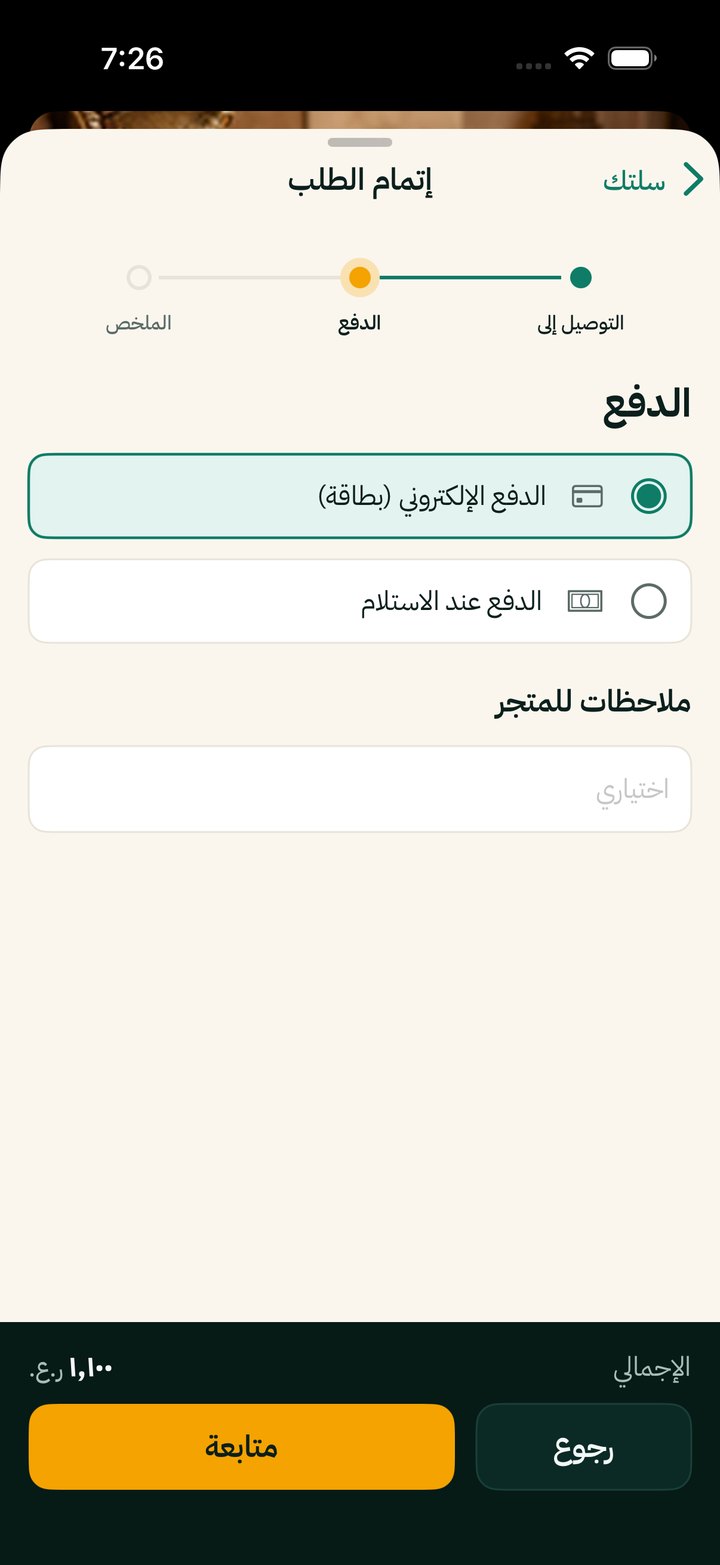 7:26
سلتك
إتمام الطلب
التوصيل إلى
الدفع
الملخص
الدفع
الدفع الإلكتروني (بطاقة)
الدفع عند الاستلام
ملاحظات للمتجر
اختياري
الإجمالي
١,١٠٠ ر.ع.
رجوع
متابعة